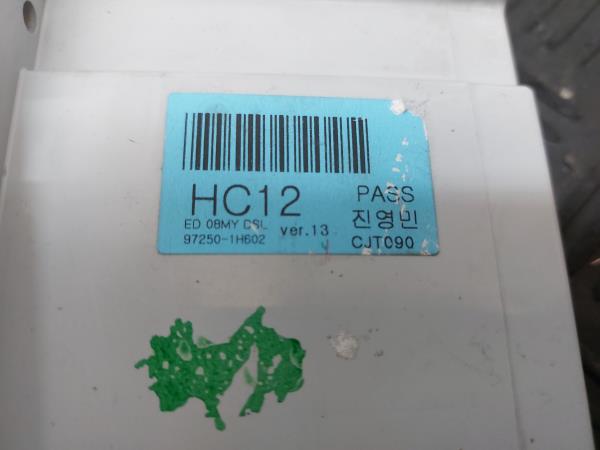 HC12 PASS
ED 08MY DSL ver.13 진영민
97250-1H602 CJT090